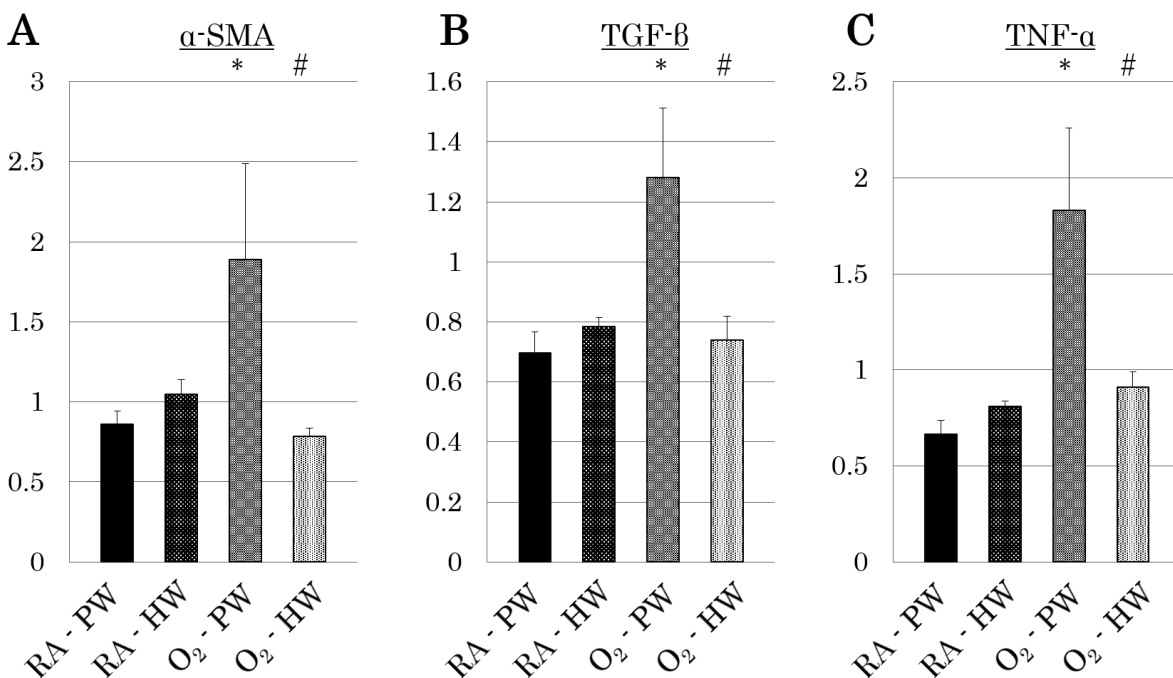 A
α-SMA
* #
3
2.5
2
1.5
1
0.5
0
RA - PW
RA - HW
O₂ - PW
O₂ - HW
B
TGF-β
* #
1.6
1.4
1.2
1
0.8
0.6
0.4
0.2
0
RA - PW
RA - HW
O₂ - PW
O₂ - HW
C
TNF-α
* #
2.5
2
1.5
1
0.5
0
RA - PW
RA - HW
O₂ - PW
O₂ - HW